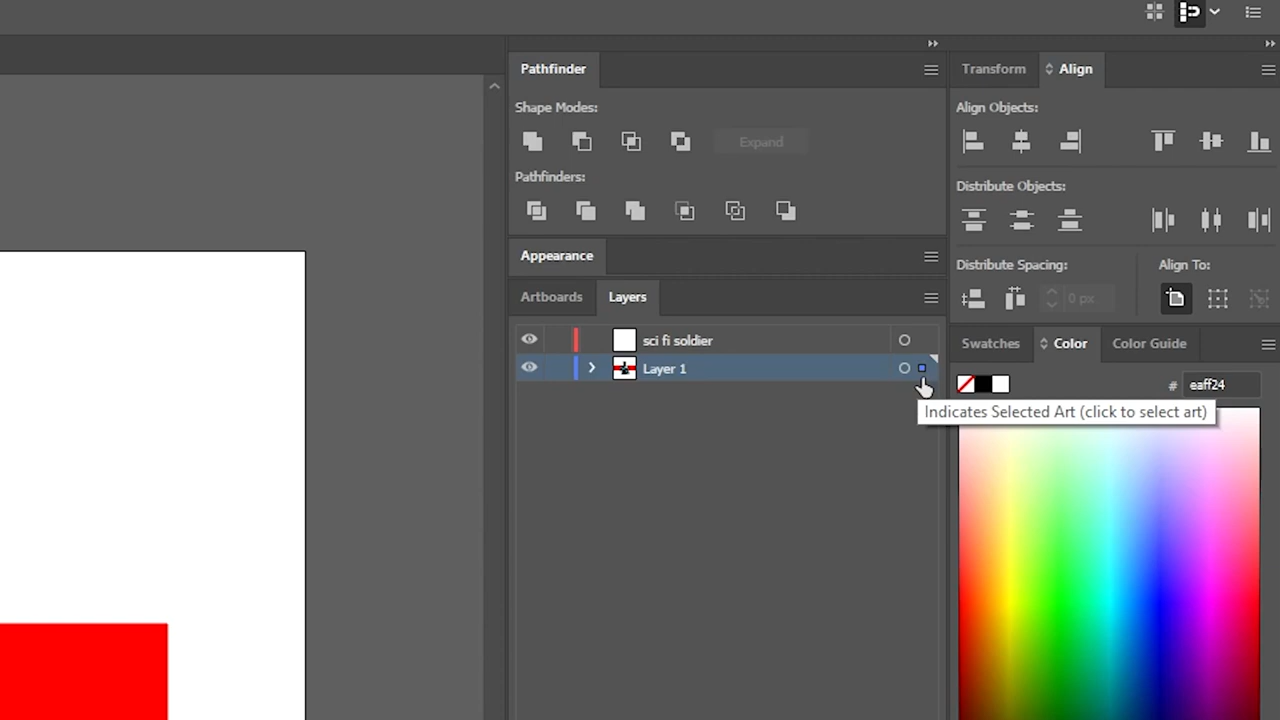 Pathfinder
Shape Modes:
Expand
Pathfinders:
Appearance
Artboards Layers
sci fi soldier
Layer 1
Transform Align
Align Objects:
Distribute Objects:
Distribute Spacing: Align To:
0 px
Swatches Color Color Guide
# eaff24
Indicates Selected Art (click to select art)